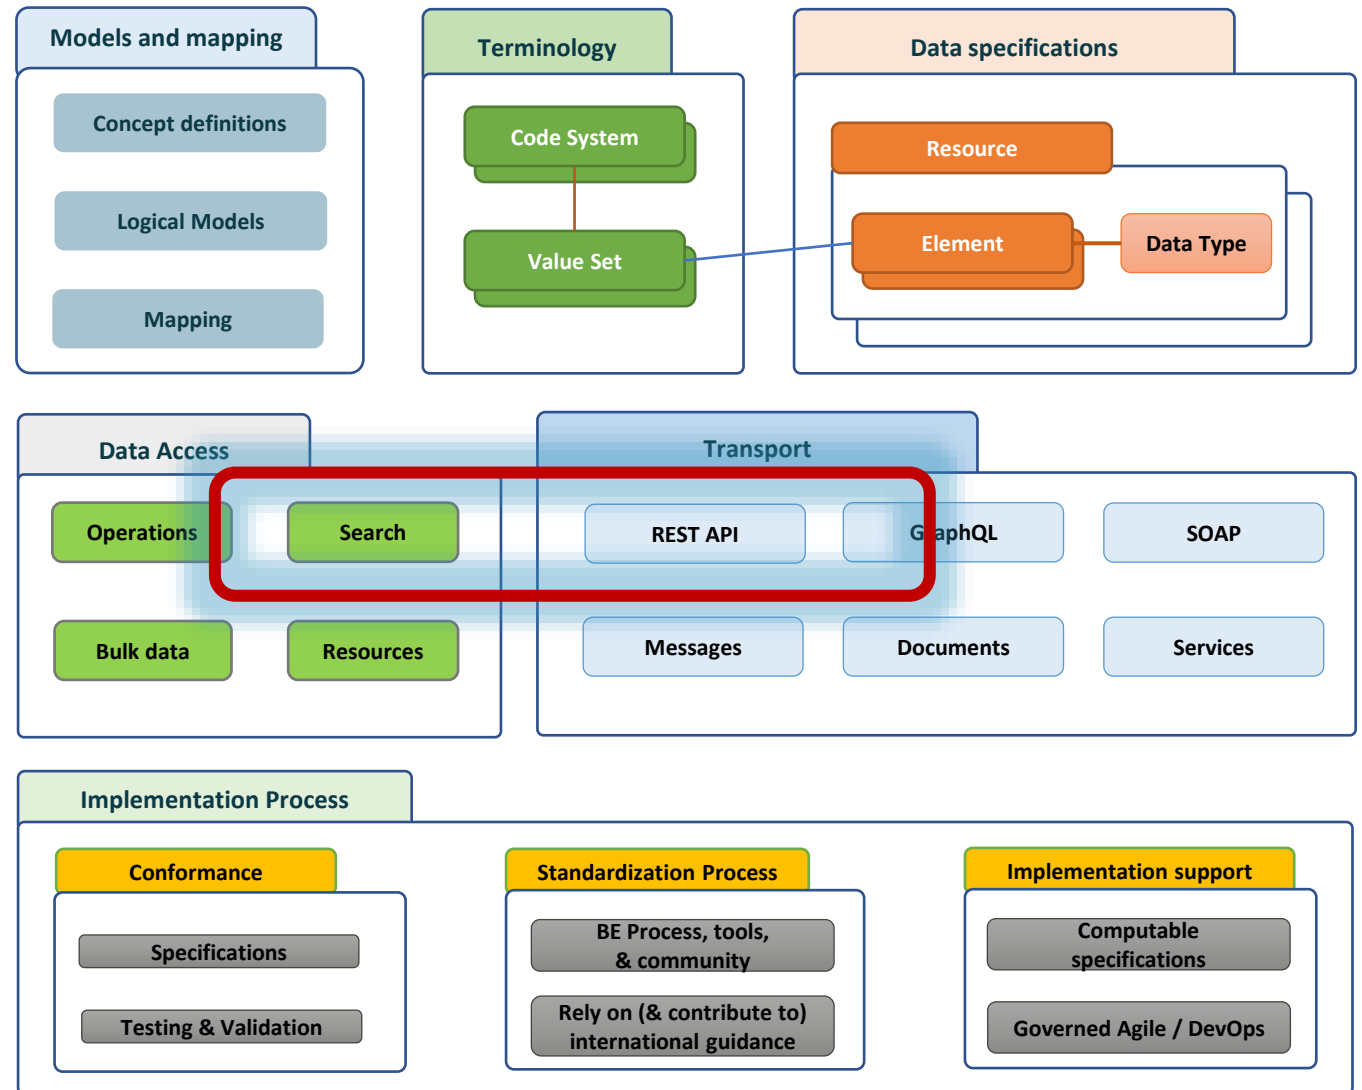 Models and mapping
Concept definitions
Logical Models
Mapping
Terminology
Code System
Value Set
Data specifications
Resource
Element
Data Type
Data Access
Operations
Search
Bulk data
Resources
Transport
REST API
GraphQL
SOAP
Messages
Documents
Services
Implementation Process
Conformance
Specifications
Testing & Validation
Standardization Process
BE Process, tools,
& community
Rely on (& contribute to)
international guidance
Implementation support
Computable
specifications
Governed Agile / DevOps